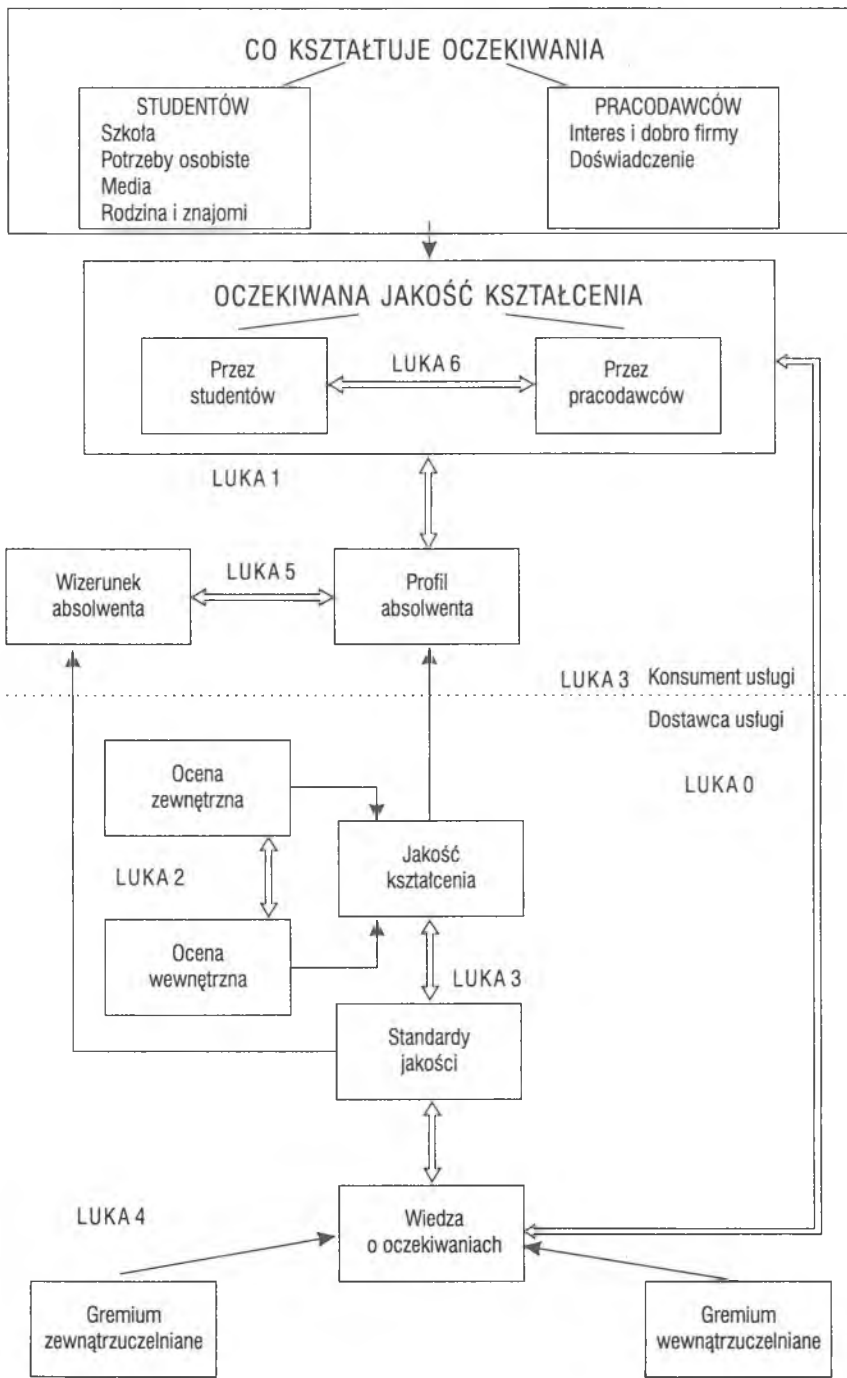 CO KSZTAŁTUJE OCZEKIWANIA
STUDENTÓW
Szkoła
Potrzeby osobiste
Media
Rodzina i znajomi
PRACODAWCÓW
Interes i dobro firmy
Doświadczenie
OCZEKIWANA JAKOŚĆ KSZTAŁCENIA
Przez
studentów
LUKA 6
Przez
pracodawców
LUKA 1
Wizerunek
absolwenta
LUKA 5
Profil
absolwenta
LUKA 3 Konsument usługi
Dostawca usługi
LUKA 0
Ocena
zewnętrzna
LUKA 2
Jakość
kształcenia
Ocena
wewnętrzna
LUKA 3
Standardy
jakości
LUKA 4
Wiedza
o oczekiwaniach
Gremium
zewnątrzuczelniane
Gremium
wewnątrzuczelniane